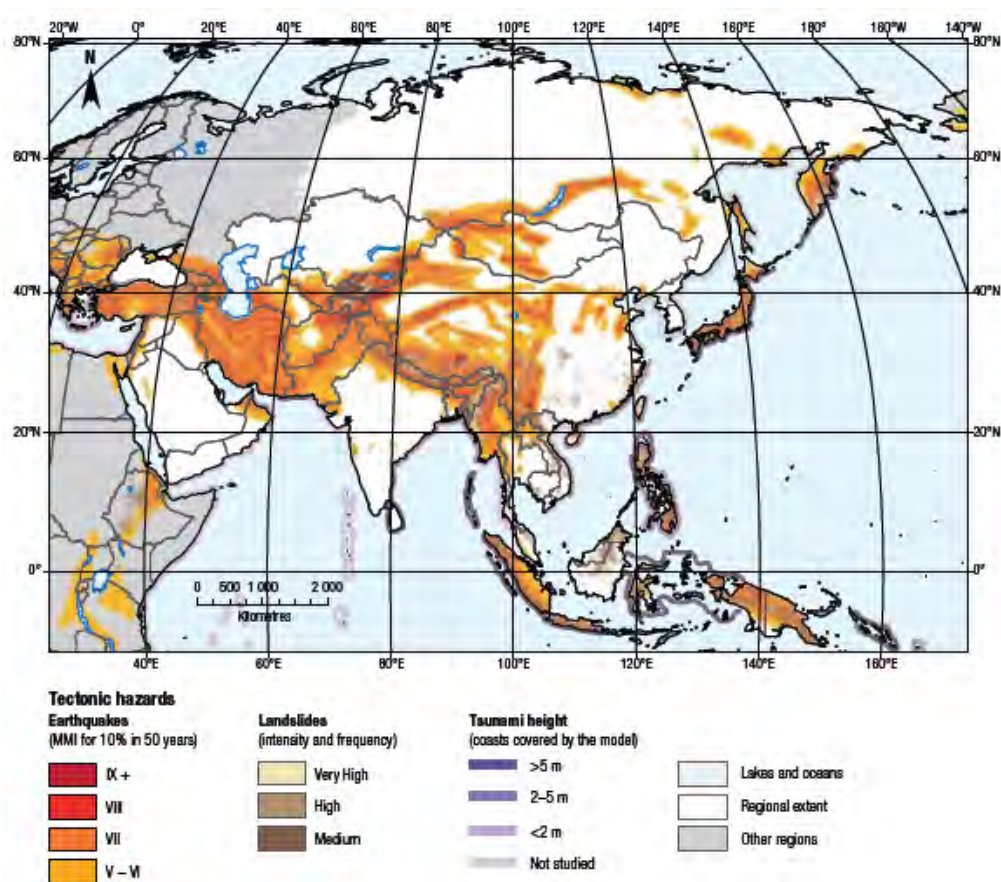 20°W 0° 20°E 40°E 60°E 80°E 100°E 120°E 140°E 160°E 180°E 160°W 140°W
80°N 80°N
N
60°N 60°N
40°N 40°N
20°N 20°N
0° 0°
0 500 1 000 2 000
Kilometres
40°E 60°E 80°E 100°E 120°E 140°E 160°E
Tectonic hazards
Earthquakes Landslides Tsunami height
(MMI for 10% in 50 years) (intensity and frequency) (coasts covered by the model)
IX + Very High >5 m Lakes and oceans
VIII High 2–5 m Regional extent
VII Medium <2 m Other regions
V – VI Not studied